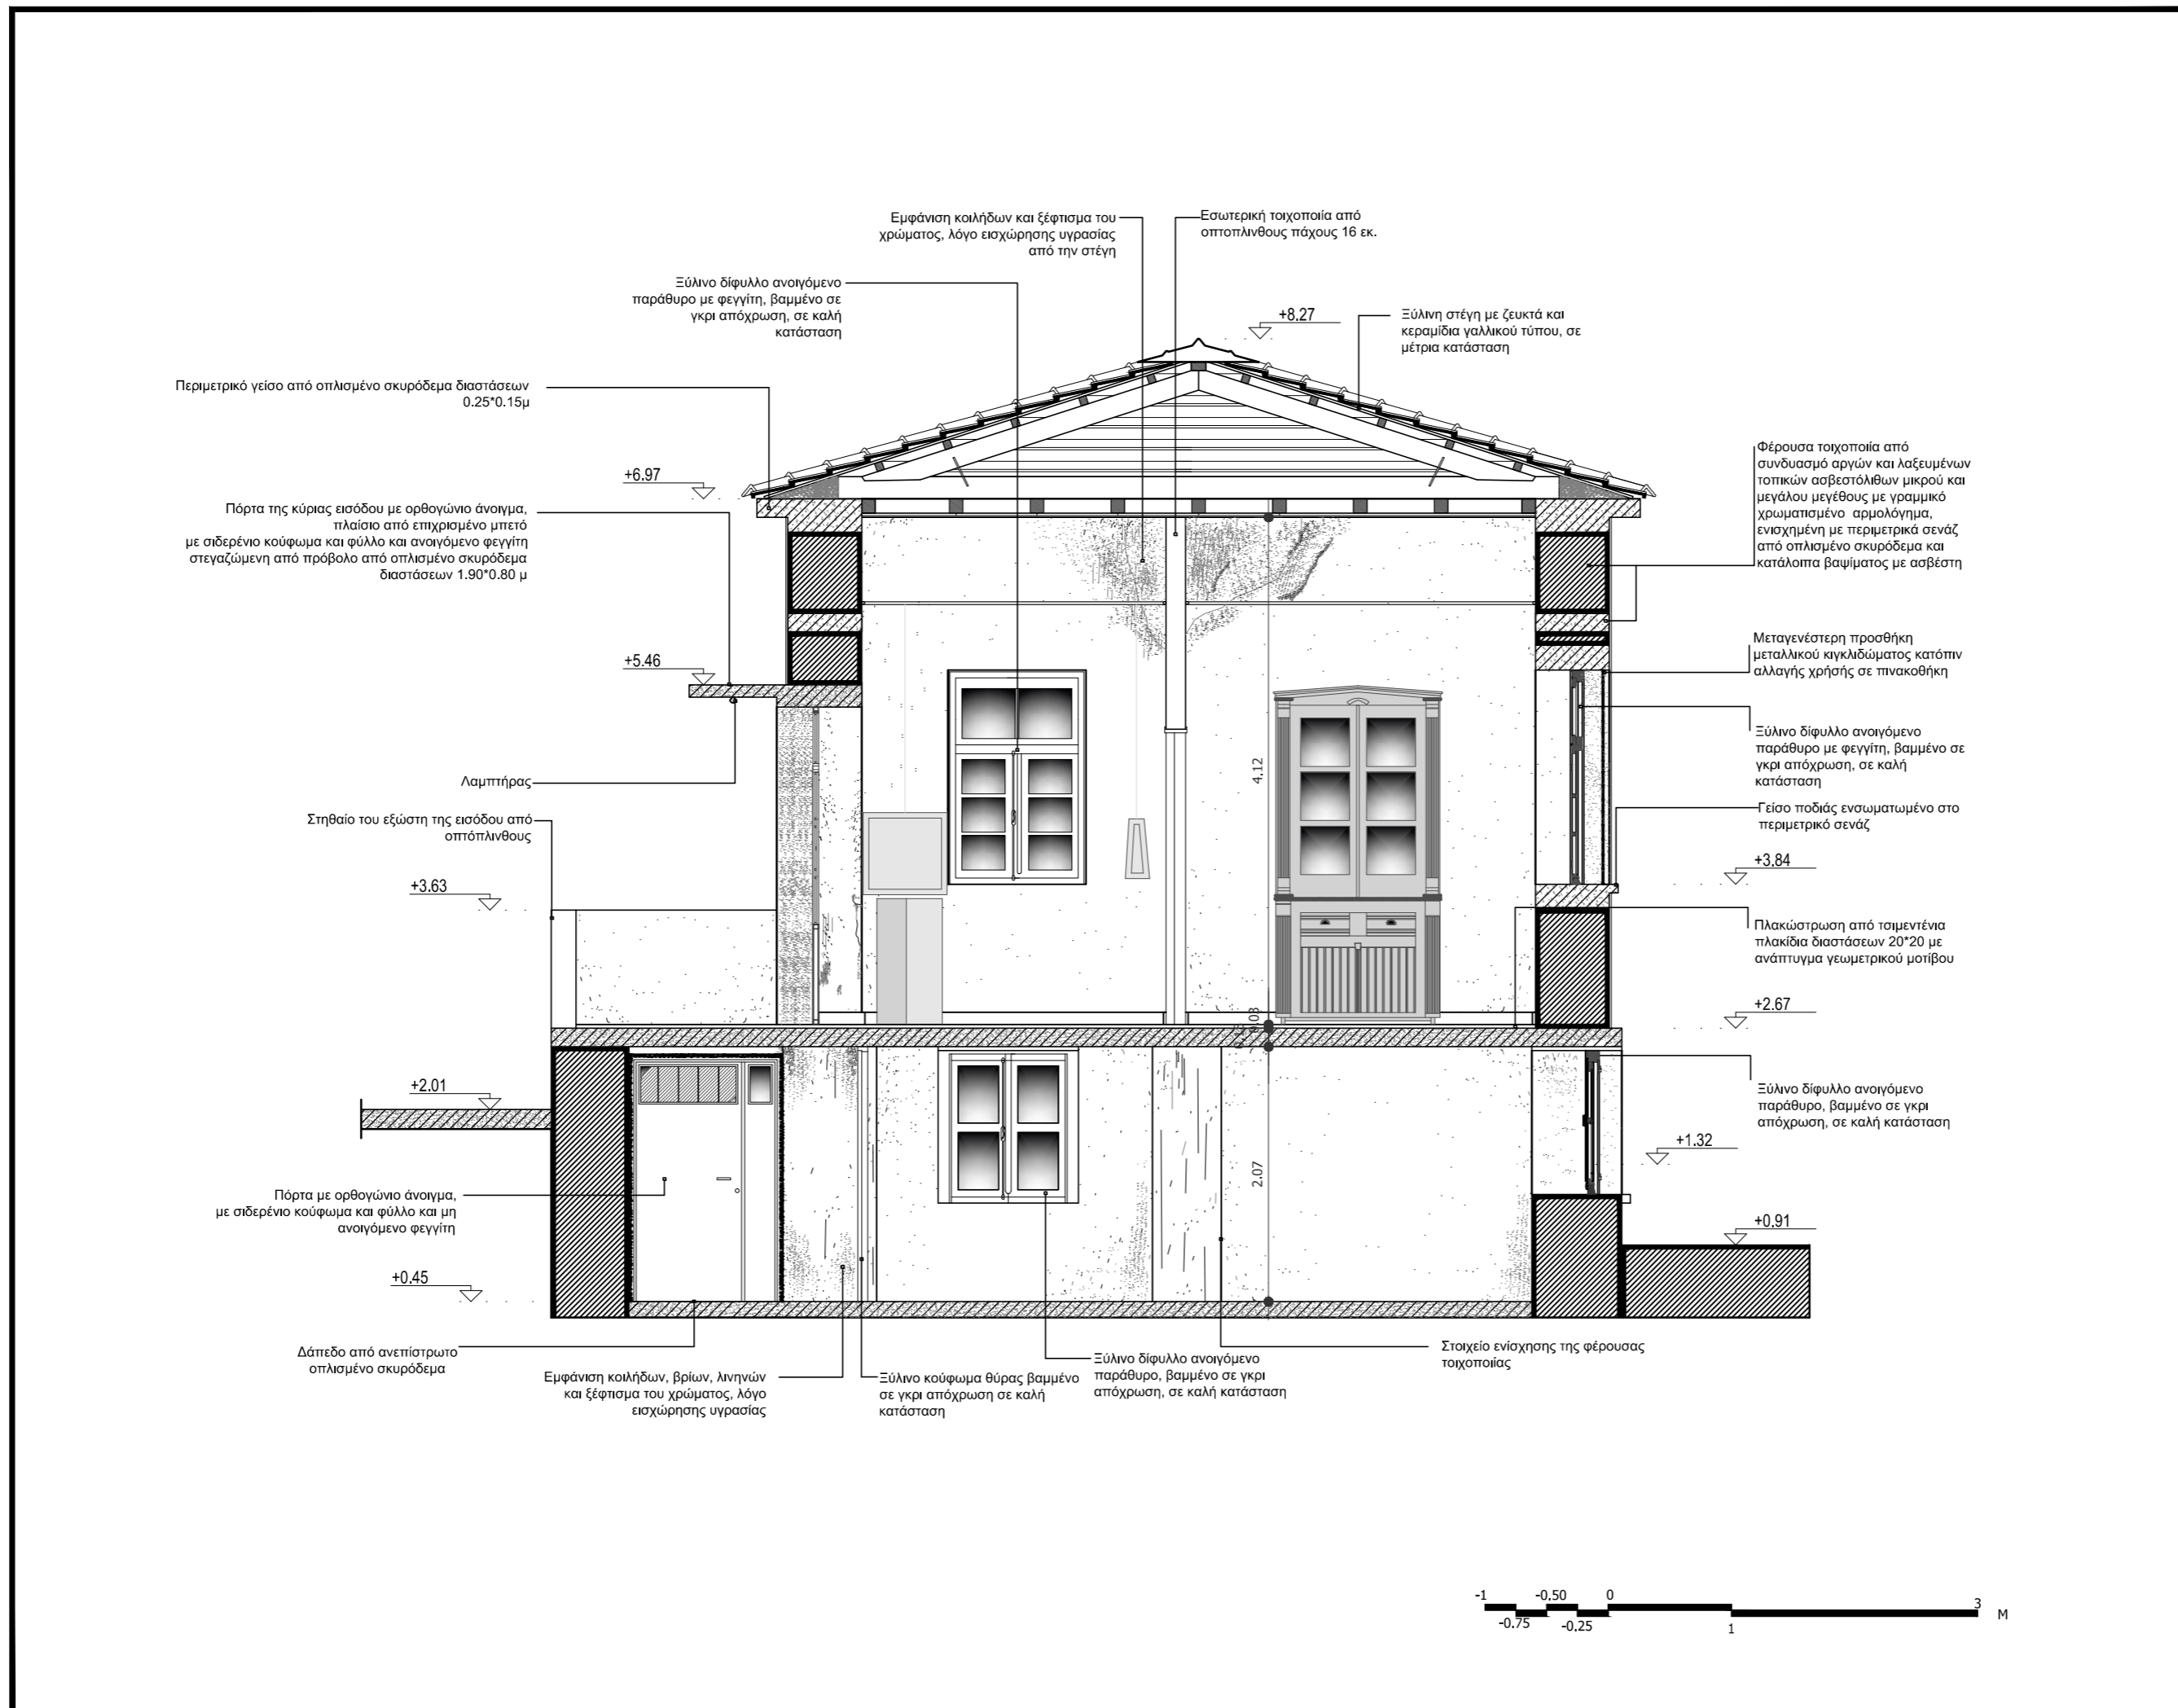 Εμφάνιση κοιλήδων και ξέφτισμα του
χρώματος, λόγο εισχώρησης υγρασίας
από την στέγη
Εσωτερική τοιχοποιία από
οπτοπλινθους πάχους 16 εκ.
Ξύλινο δίφυλλο ανοιγόμενο
παράθυρο με φεγγίτη, βαμμένο σε
γκρι απόχρωση, σε καλή
κατάσταση
+8.27
Ξύλινη στέγη με ζευκτά και
κεραμίδια γαλλικού τύπου, σε
μέτρια κατάσταση
Περιμετρικό γείσο από οπλισμένο σκυρόδεμα διαστάσεων
0.25*0.15μ
+6.97
Πόρτα της κύριας εισόδου με ορθογώνιο άνοιγμα,
πλαίσιο από επιχρισμένο μπετό
με σιδερένιο κούφωμα και φύλλο και ανοιγόμενο φεγγίτη
στεγαζώμενη από πρόβολο από οπλισμένο σκυρόδεμα
διαστάσεων 1.90*0.80 μ
Φέρουσα τοιχοποιία από
συνδυασμό αργών και λαξευμένων
τοπικών ασβεστόλιθων μικρού και
μεγάλου μεγέθους με γραμμικό
χρωματισμένο αρμολόγημα,
ενισχημένη με περιμετρικά σενάζ
από οπλισμένο σκυρόδεμα και
κατάλοιπα βαψίματος με ασβέστη
+5.46
Μεταγενέστερη προσθήκη
μεταλλικού κιγκλιδώματος κατόπιν
αλλαγής χρήσής σε πινακοθήκη
Ξύλινο δίφυλλο ανοιγόμενο
παράθυρο με φεγγίτη, βαμμένο σε
γκρι απόχρωση, σε καλή
κατάσταση
Λαμπτήρας
4.12
Στηθαίο του εξώστη της εισόδου από
οπτόπλινθους
Γείσο ποδιάς ενσωματωμένο στο
περιμετρικό σενάζ
+3.84
+3.63
Πλακώστρωση από τσιμεντένια
πλακίδια διαστάσεων 20*20 με
ανάπτυγμα γεωμετρικού μοτίβου
+2.67
0.03
+2.01
Ξύλινο δίφυλλο ανοιγόμενο
παράθυρο, βαμμένο σε γκρι
απόχρωση, σε καλή κατάσταση
+1.32
2.07
Πόρτα με ορθογώνιο άνοιγμα,
με σιδερένιο κούφωμα και φύλλο και μη
ανοιγόμενο φεγγίτη
+0.91
+0.45
Δάπεδο από ανεπίστρωτο
οπλισμένο σκυρόδεμα
Εμφάνιση κοιλήδων, βρίων, λινηνών
και ξέφτισμα του χρώματος, λόγο
εισχώρησης υγρασίας
Ξύλινο κούφωμα θύρας βαμμένο
σε γκρι απόχρωση σε καλή
κατάσταση
Ξύλινο δίφυλλο ανοιγόμενο
παράθυρο, βαμμένο σε γκρι
απόχρωση, σε καλή κατάσταση
Στοιχείο ενίσχησης της φέρουσας
τοιχοποιίας
-1 -0.50 0 3
-0.75 -0.25 1 M